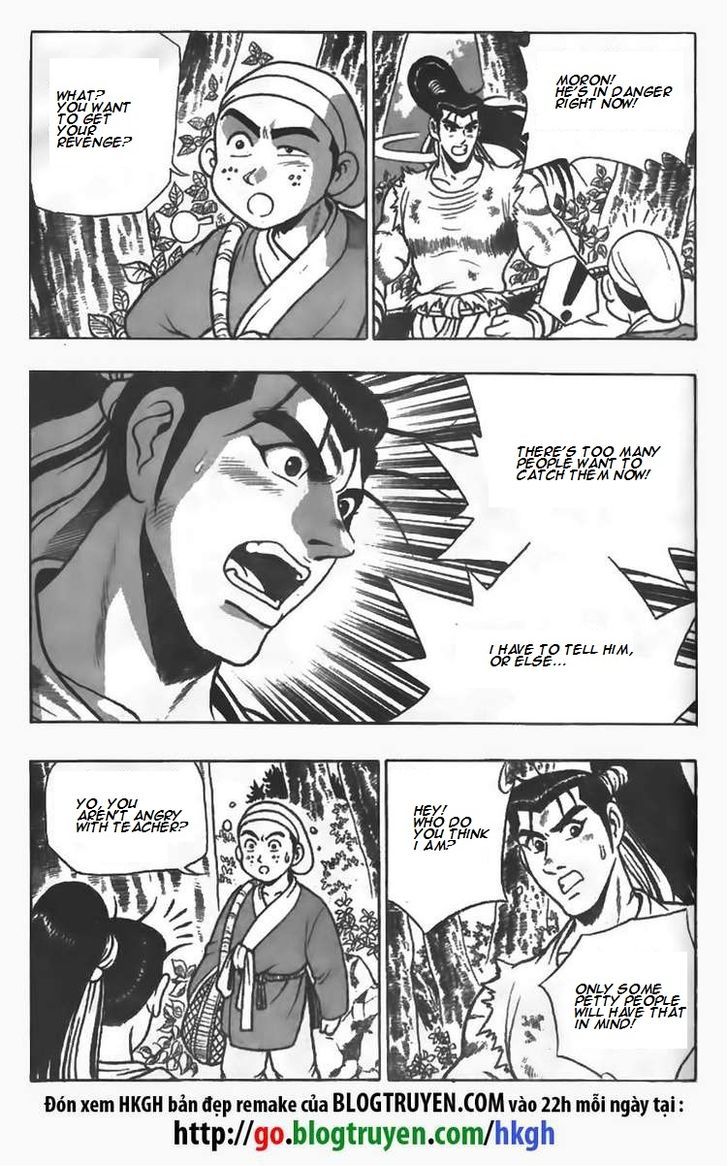 WHAT?
YOU WANT
TO GET
YOUR
REVENGE?
MORON!
HE'S IN DANGER
RIGHT NOW!
THERE'S TOO MANY
PEOPLE WANT TO
CATCH THEM NOW!
I HAVE TO TELL HIM,
OR ELSE...
YO, YOU
AREN'T ANGRY
WITH TEACHER?
HEY!
WHO DO
YOU THINK
I AM?
ONLY SOME
PETTY PEOPLE
WILL HAVE THAT
IN MIND!
Đón xem HKGH bản đẹp remake của BLOGTRUYEN.COM vào 22h mỗi ngày tại :
http://go.blogtruyen.com/hkgh